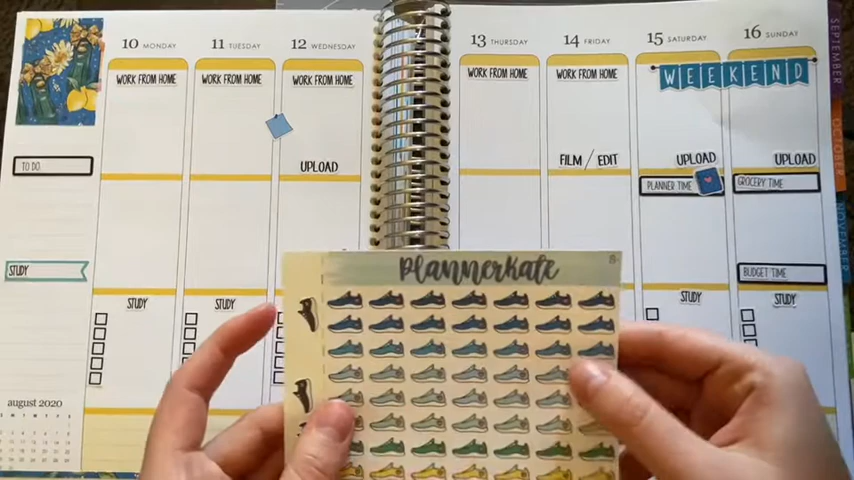 10 MONDAY
11 TUESDAY
12 WEDNESDAY
13 THURSDAY
14 FRIDAY
15 SATURDAY
16 SUNDAY
SEPTEMBER
OCTOBER
NOVEMBER
WORK FROM HOME
WORK FROM HOME
WORK FROM HOME
WORK FROM HOME
WORK FROM HOME
WEEKEND
UPLOAD
FILM / EDIT
UPLOAD
UPLOAD
TO DO
PLANNER TIME
GROCERY TIME
STUDY
BUDGET TIME
STUDY
STUDY
STUDY
STUDY
PlannerKate
august 2020